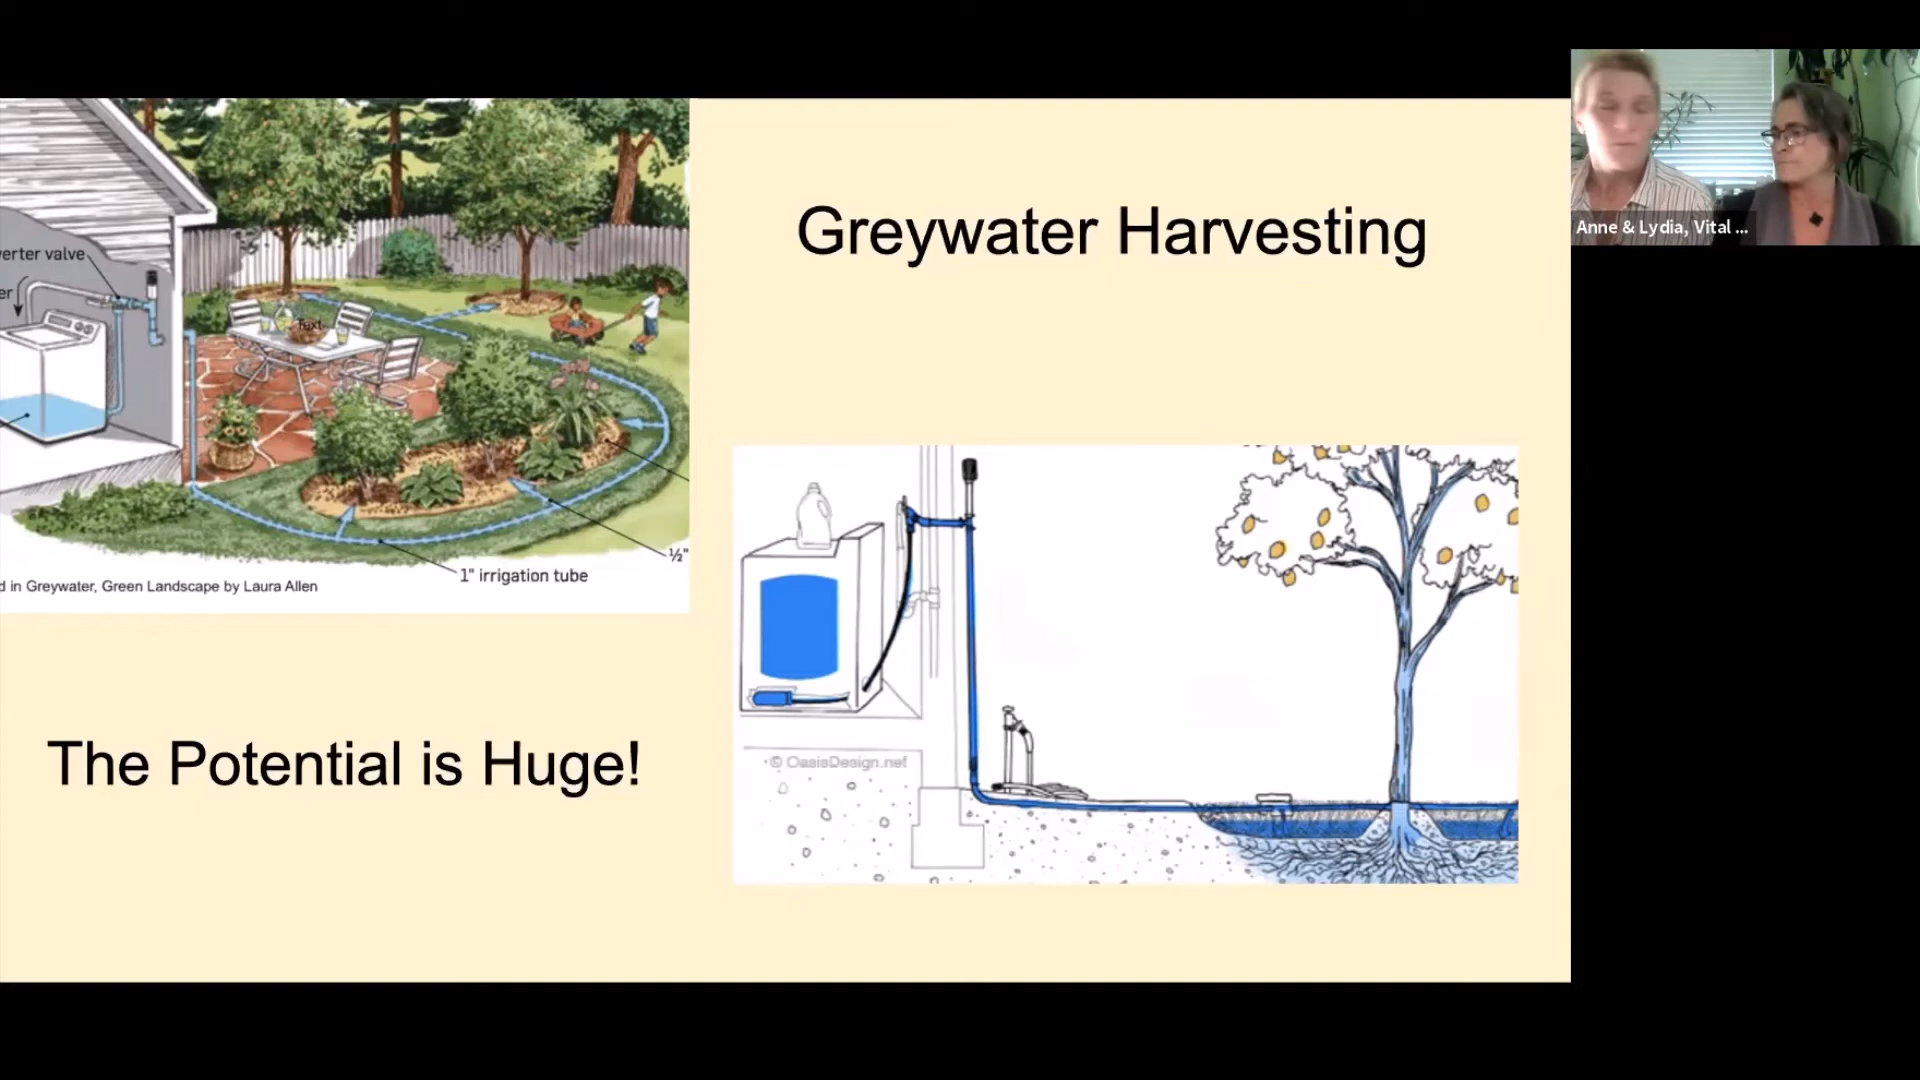 Greywater Harvesting
Anne & Lydia, Vital ...
verter valve
er
Text
½"
1" irrigation tube
d in Greywater, Green Landscape by Laura Allen
© OasisDesign.net
The Potential is Huge!